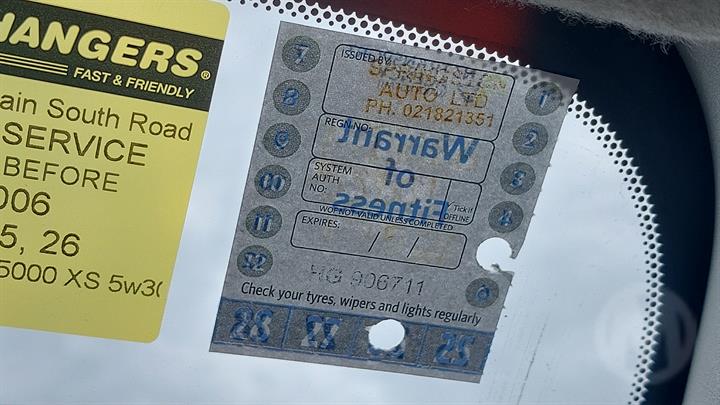 HANGERS®
FAST & FRIENDLY
ain South Road
SERVICE
BEFORE
006
5, 26
5000 XS 5w30
ISSUED BY
AUTO LTD
PH. 021821351
REGN NO:
Warrant
of
Fitness
SYSTEM
AUTH
NO:
Tick if
OFFLINE
WOF NOT VALID UNLESS COMPLETED
EXPIRES:
/ /
HG 906711
Check your tyres, wipers and lights regularly
7
8
9
10
11
12
1
2
3
4
6
25